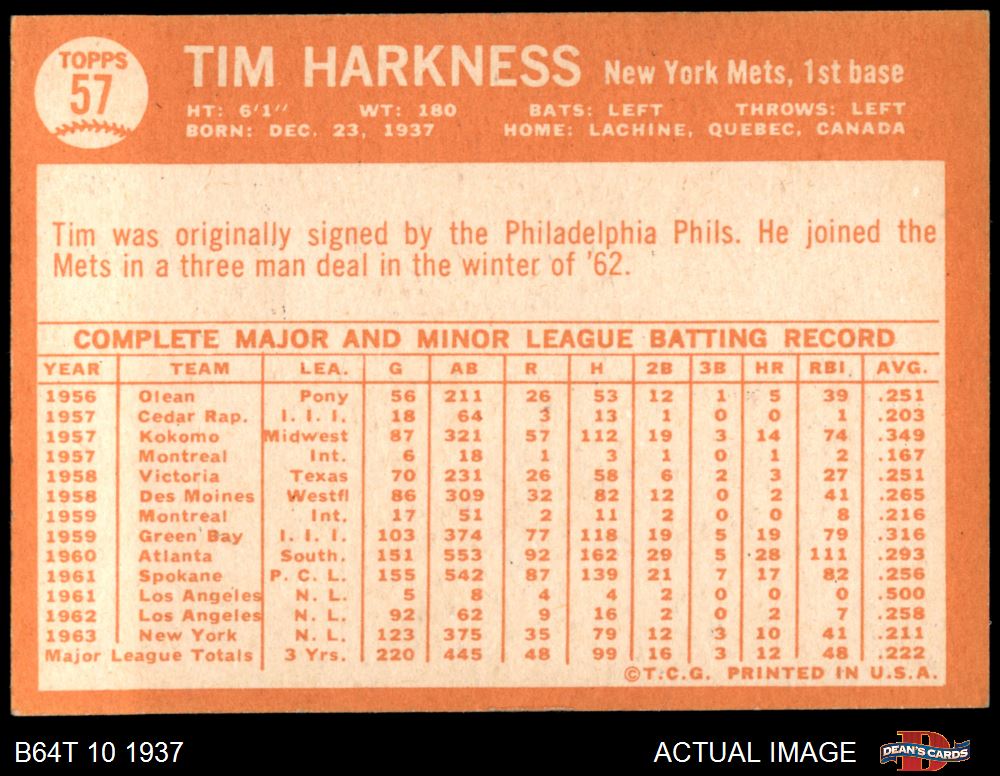 TOPPS
57
TIM HARKNESS New York Mets, 1st base
HT: 6'1" WT: 180 BATS: LEFT THROWS: LEFT
BORN: DEC. 23, 1937 HOME: LACHINE, QUEBEC, CANADA
Tim was originally signed by the Philadelphia Phils. He joined the
Mets in a three man deal in the winter of '62.
COMPLETE MAJOR AND MINOR LEAGUE BATTING RECORD
YEAR TEAM LEA. G AB R H 2B 3B HR RBI. AVG.
1956 Olean Pony 56 211 26 53 12 1 5 39 .251
1957 Cedar Rap. I. I. I. 18 64 3 13 1 0 0 1 .203
1957 Kokomo Midwest 87 321 57 112 19 3 14 74 .349
1957 Montreal Int. 6 18 1 3 1 0 1 2 .167
1958 Victoria Texas 70 231 26 58 6 2 3 27 .251
1958 Des Moines Westfl 86 309 32 82 12 0 2 41 .265
1959 Montreal Int. 17 51 2 11 2 0 0 8 .216
1959 Green Bay I. I. I. 103 374 77 118 19 5 19 79 .316
1960 Atlanta South. 151 553 92 162 29 5 28 111 .293
1961 Spokane P. C. L. 155 542 87 139 21 7 17 82 .256
1961 Los Angeles N. L. 5 8 4 4 2 0 0 0 .500
1962 Los Angeles N. L. 92 62 9 16 2 0 2 7 .258
1963 New York N. L. 123 375 35 79 12 3 10 41 .211
Major League Totals 3 Yrs. 220 445 48 99 16 3 12 48 .222
©T.C.G. PRINTED IN U.S.A.
B64T 10 1937 ACTUAL IMAGE DEAN'S CARDS